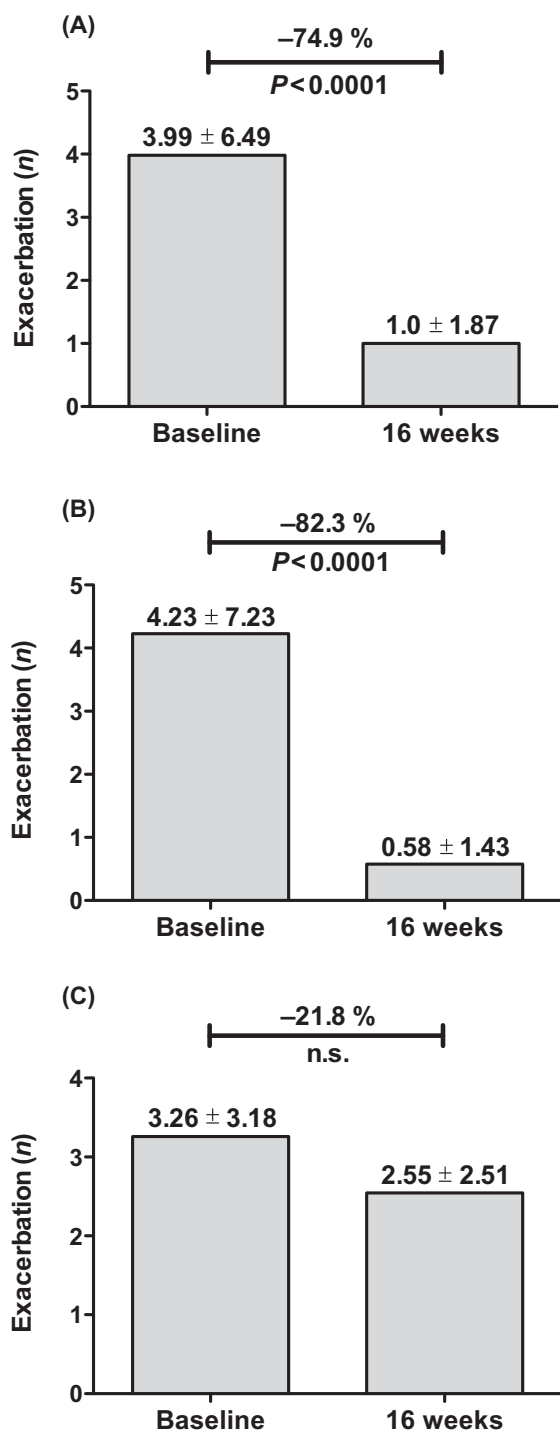 (A)
–74.9 %
P < 0.0001
Exacerbation (n)
5
4
3
2
1
0
3.99 ± 6.49
1.0 ± 1.87
Baseline
16 weeks
(B)
–82.3 %
P < 0.0001
Exacerbation (n)
5
4
3
2
1
0
4.23 ± 7.23
0.58 ± 1.43
Baseline
16 weeks
(C)
–21.8 %
n.s.
Exacerbation (n)
4
3
2
1
0
3.26 ± 3.18
2.55 ± 2.51
Baseline
16 weeks